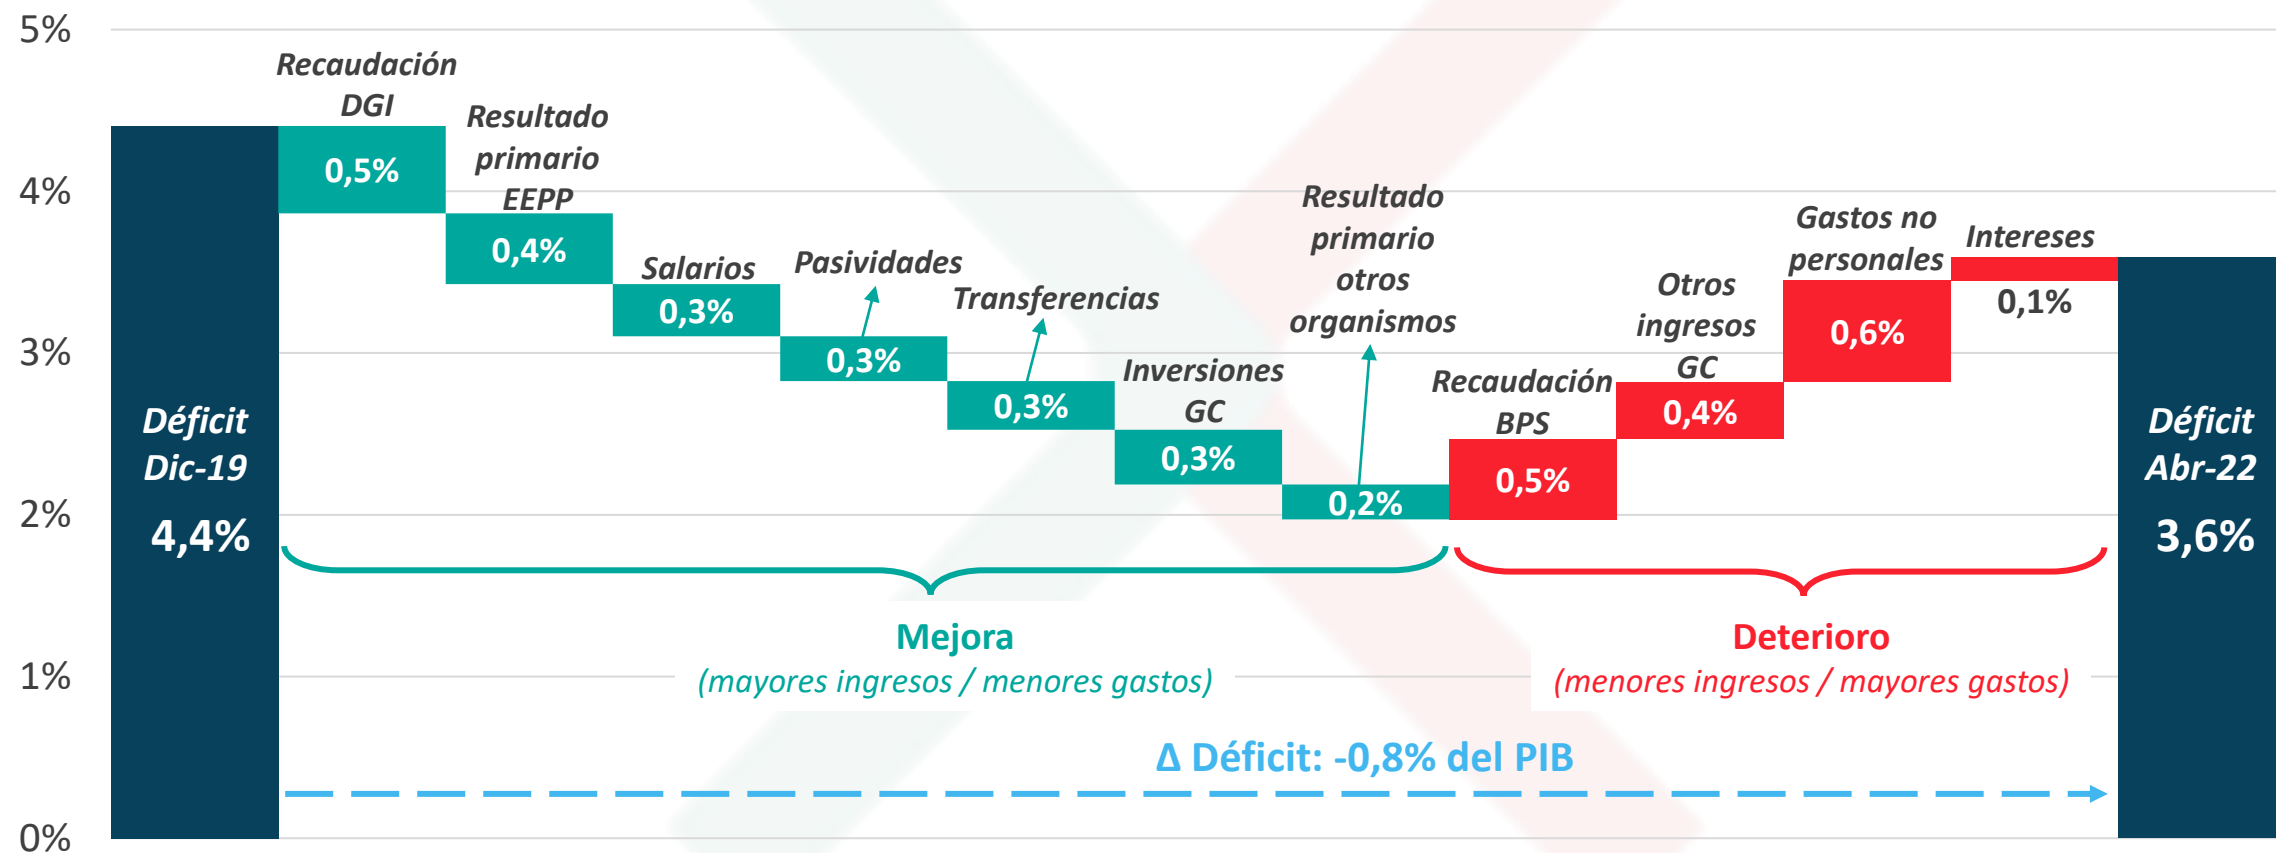 5%
4%
3%
2%
1%
0%
Déficit
Dic-19
4,4%
Recaudación
DGI
0,5%
Resultado
primario
EEPP
0,4%
Salarios
0,3%
Pasividades
0,3%
Transferencias
0,3%
Inversiones
GC
0,3%
Resultado
primario
otros
organismos
0,2%
Recaudación
BPS
0,5%
Otros
ingresos
GC
0,4%
Gastos no
personales
0,6%
Intereses
0,1%
Déficit
Abr-22
3,6%
Mejora
(mayores ingresos / menores gastos)
Deterioro
(menores ingresos / mayores gastos)
Δ Déficit: -0,8% del PIB